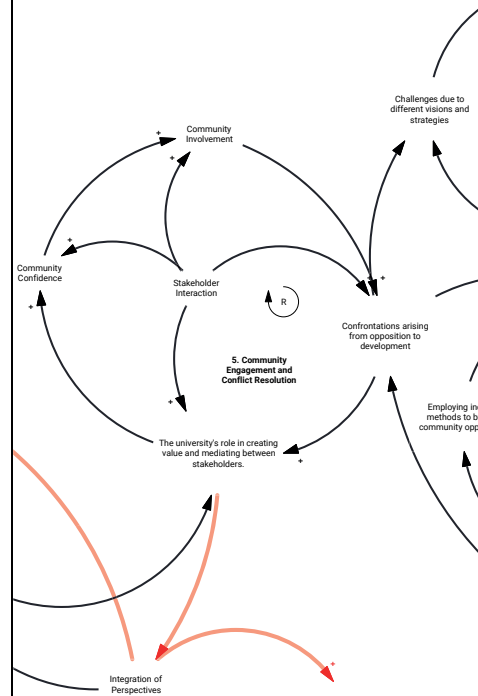 Challenges due to
different visions and
strategies
+
Community
Involvement
+
+
Community
Confidence
+
Stakeholder
Interaction
+ +
R
Confrontations arising
from opposition to
development
5. Community
Engagement and
Conflict Resolution
+
Employing
methods to
community
The university's role in creating
value and mediating between
stakeholders.
+
+
Integration of
Perspectives